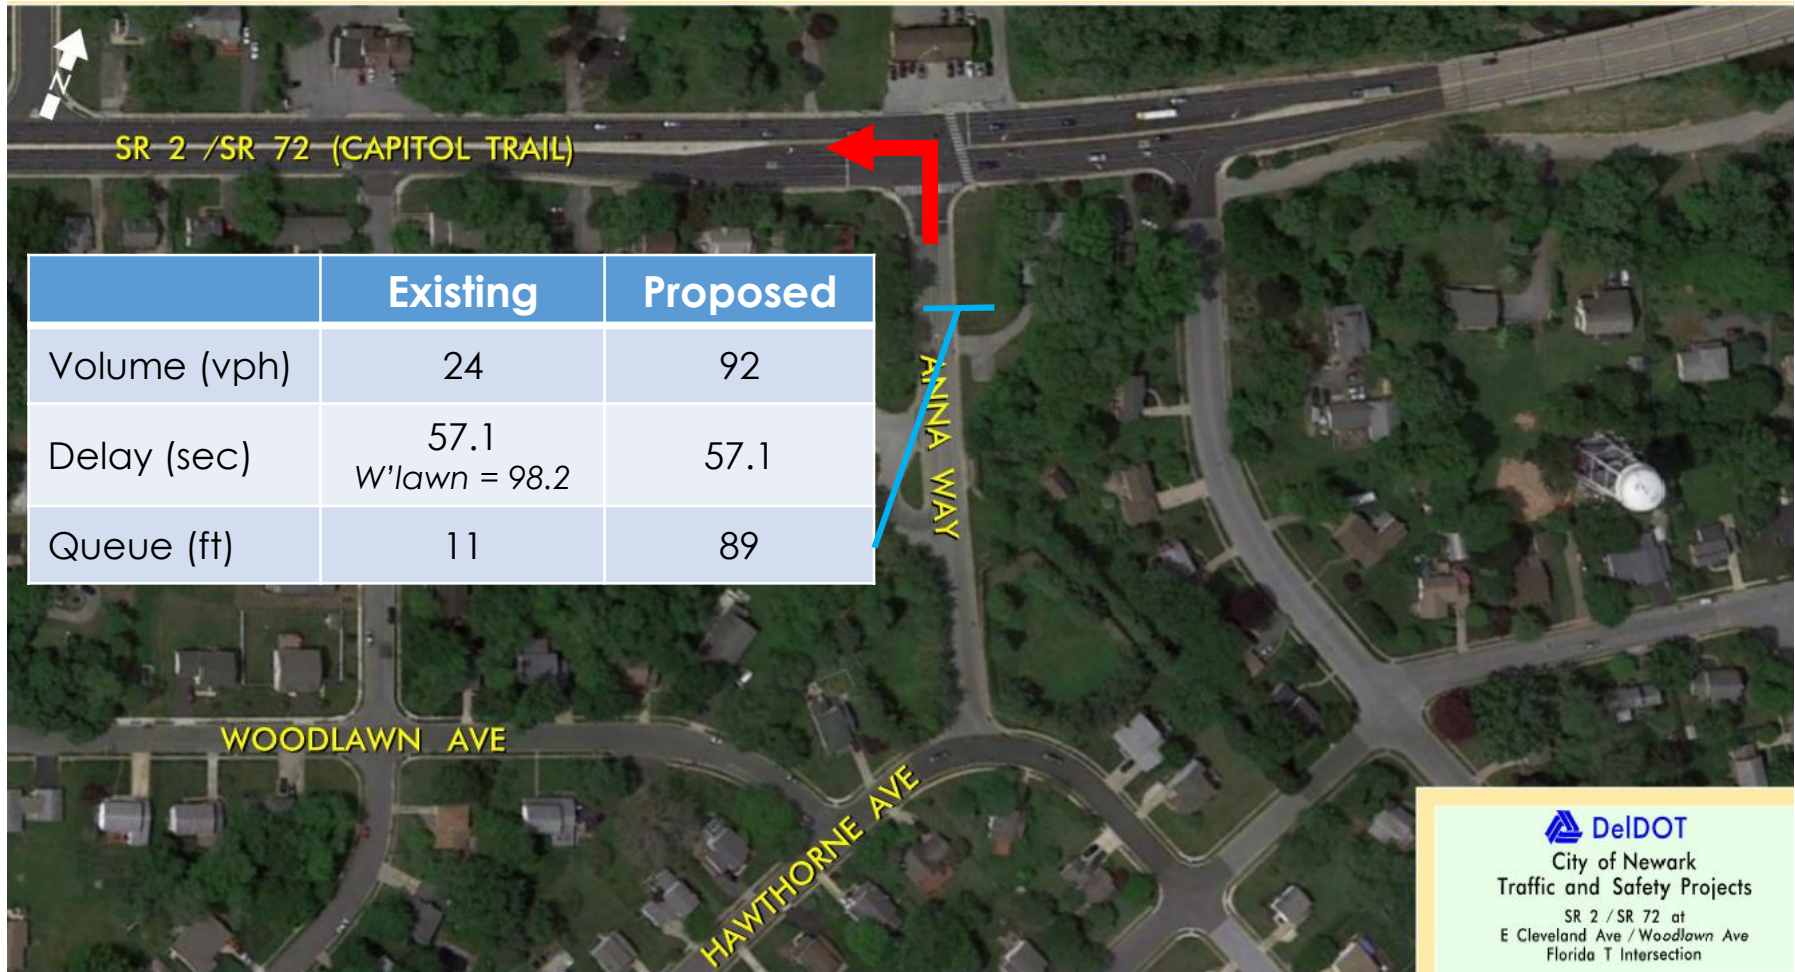 N
SR 2 /SR 72 (CAPITOL TRAIL)
Existing Proposed
Volume (vph) 24 92
Delay (sec) 57.1 57.1
W'lawn = 98.2
Queue (ft) 11 89
ANNA WAY
WOODLAWN AVE
HAWTHORNE AVE
DelDOT
City of Newark
Traffic and Safety Projects
SR 2 / SR 72 at
E Cleveland Ave / Woodlawn Ave
Florida T Intersection